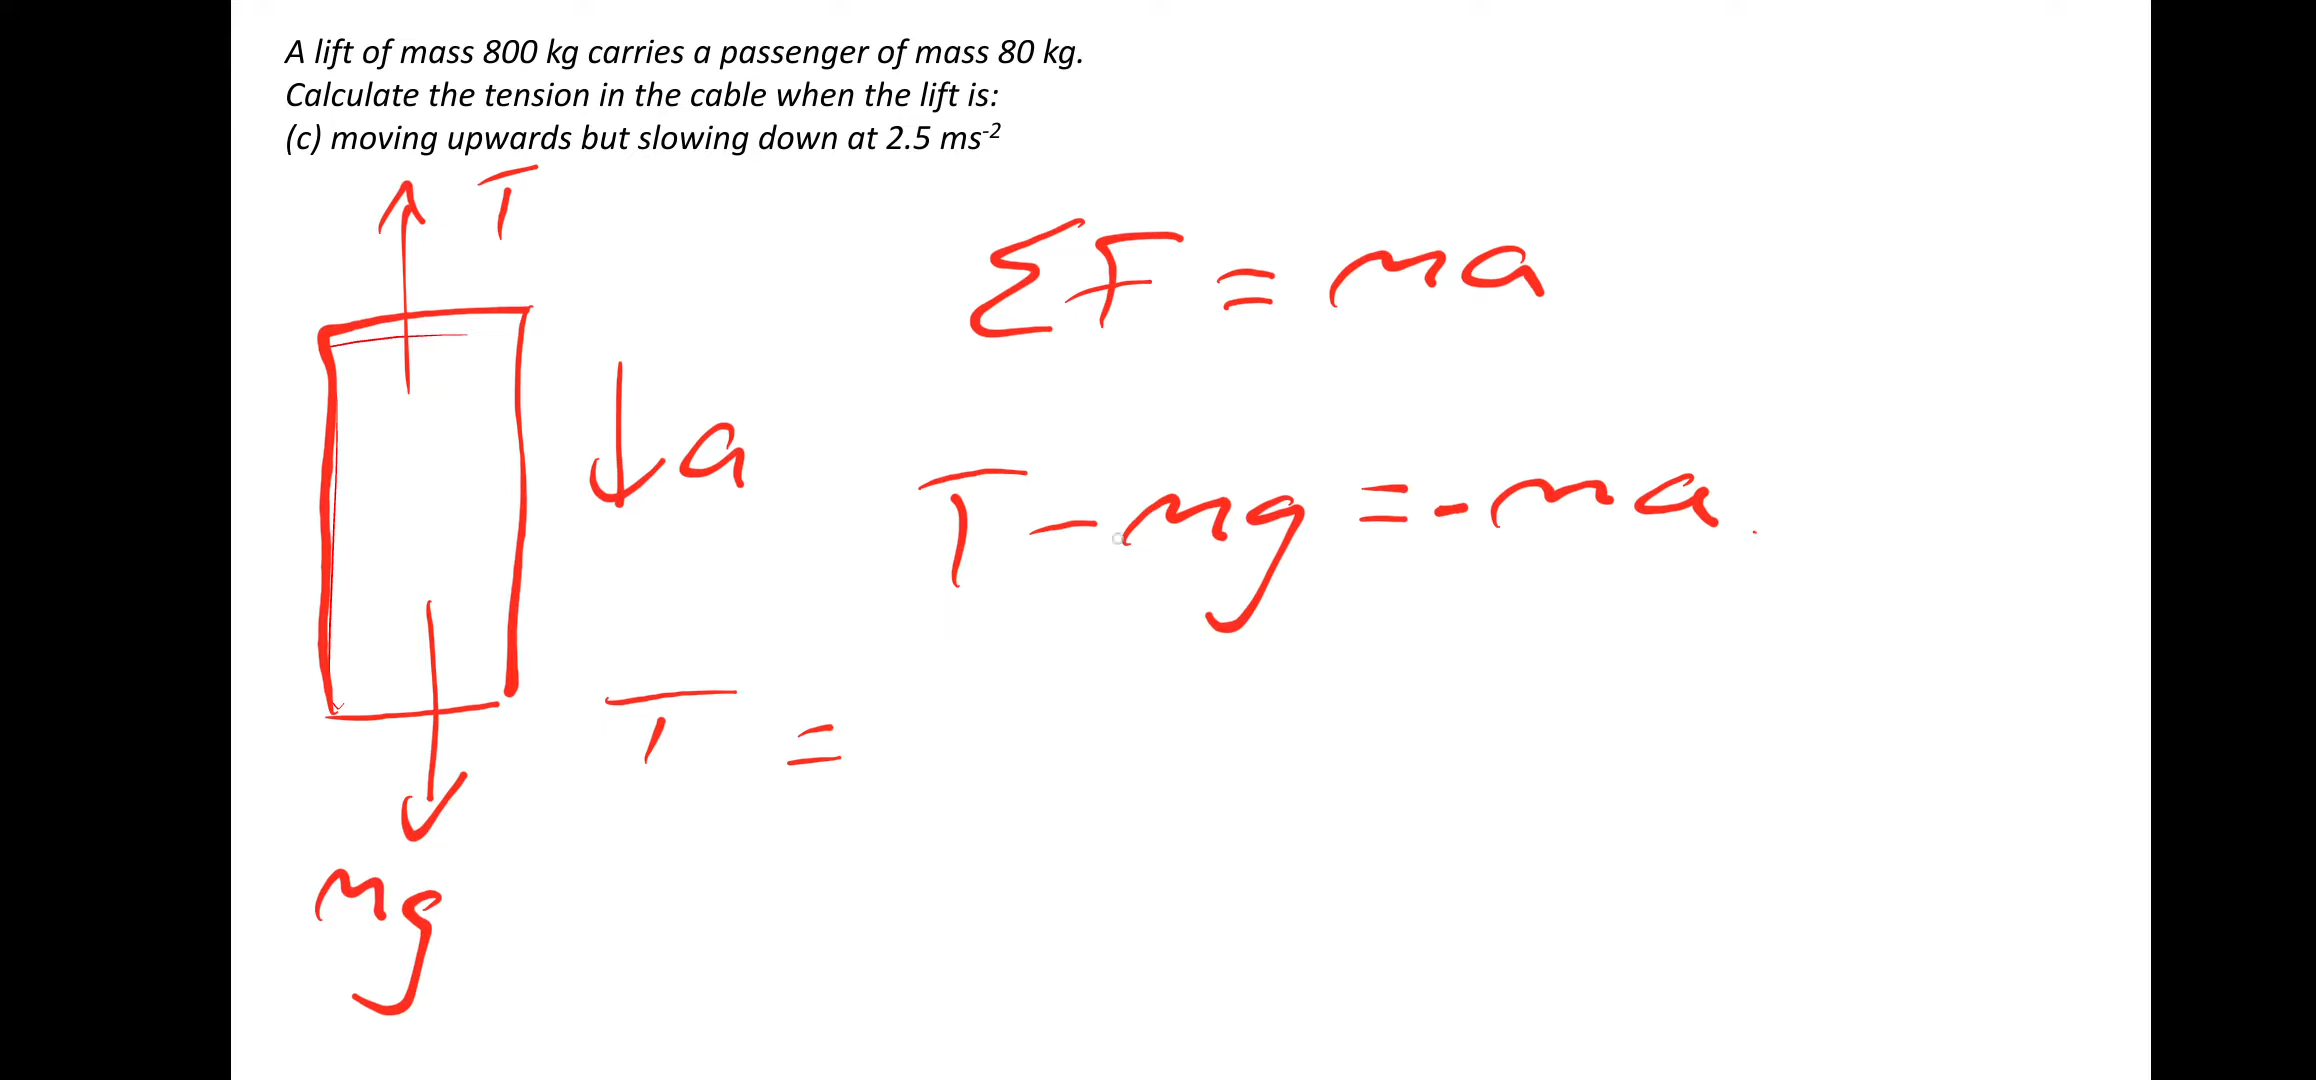 A lift of mass 800 kg carries a passenger of mass 80 kg.
Calculate the tension in the cable when the lift is:
(c) moving upwards but slowing down at 2.5 ms⁻²
T
ΣF = ma
a
T - mg = -ma.
T =
mg